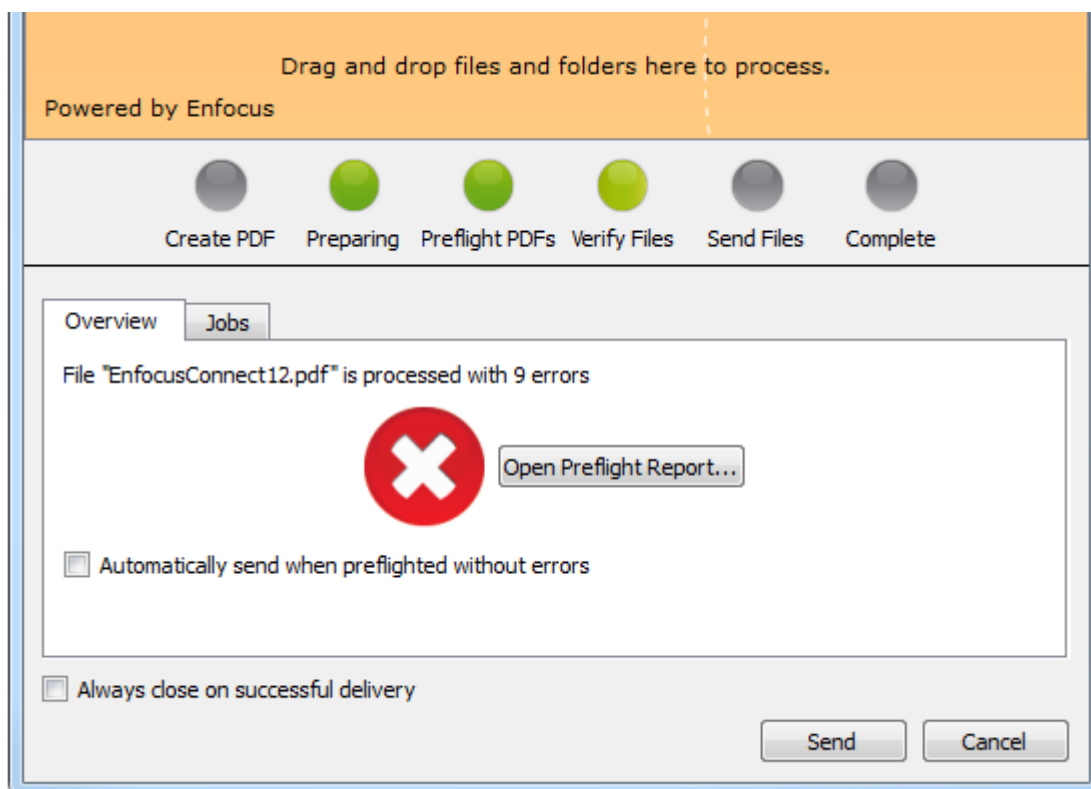 Drag and drop files and folders here to process.
Powered by Enfocus
Create PDF Preparing Preflight PDFs Verify Files Send Files Complete
Overview Jobs
File "EnfocusConnect12.pdf" is processed with 9 errors
Open Preflight Report...
Automatically send when preflighted without errors
Always close on successful delivery
Send Cancel